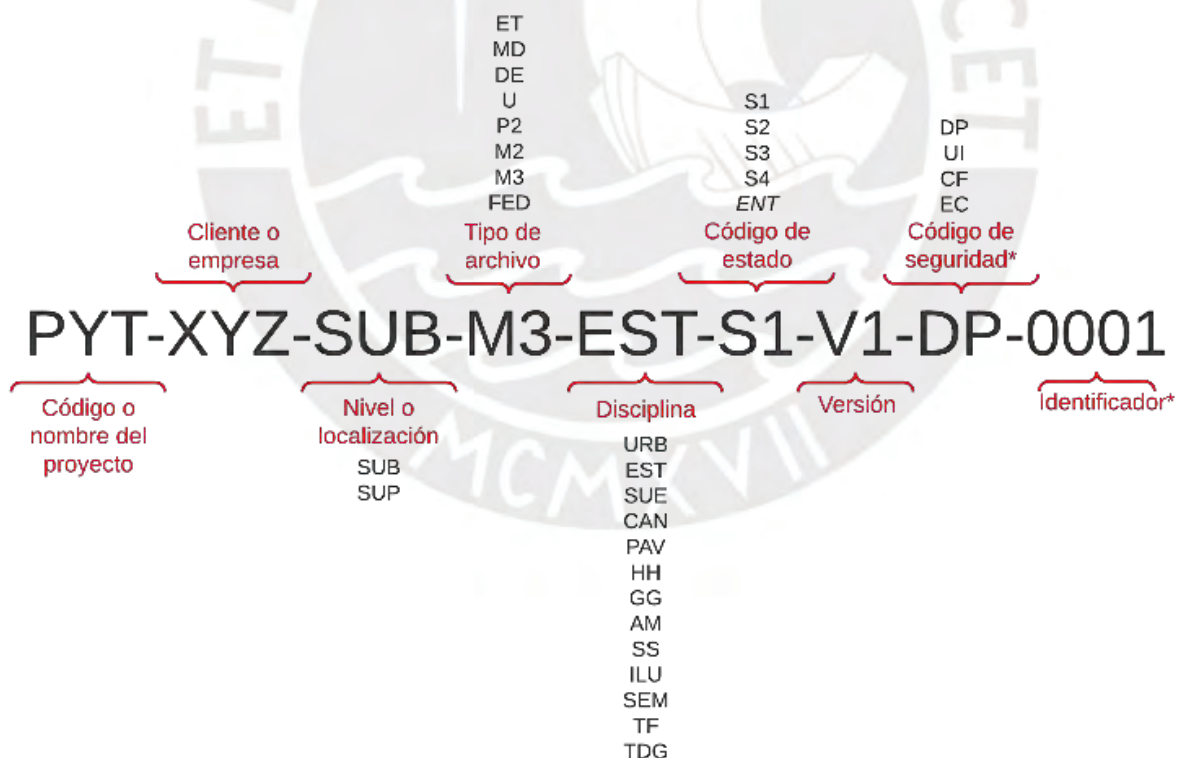 ET
MD
DE
U
P2
M2
M3
FED
Tipo de
archivo
S1
S2
S3
S4
ENT
Código de
estado
DP
UI
CF
EC
Código de
seguridad*
Cliente o
empresa
PYT-XYZ-SUB-M3-EST-S1-V1-DP-0001
Código o
nombre del
proyecto
Nivel o
localización
SUB
SUP
Disciplina
URB
EST
SUE
CAN
PAV
HH
GG
AM
SS
ILU
SEM
TF
TDG
Versión
Identificador*
ET
CET
MCMXVII